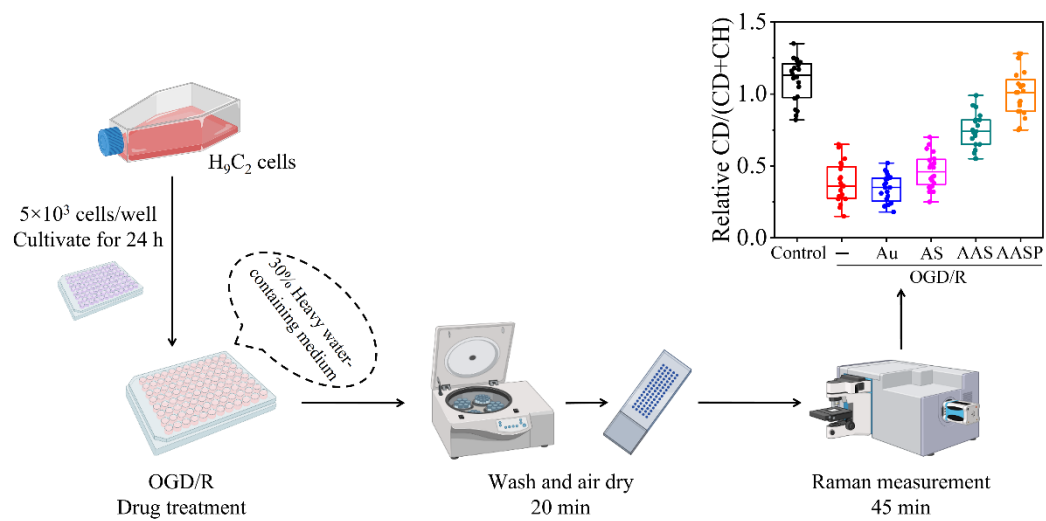 H₉C₂ cells
5×10³ cells/well
Cultivate for 24 h
30% Heavy water-
containing medium
OGD/R
Drug treatment
Wash and air dry
20 min
Raman measurement
45 min
Relative CD/(CD+CH)
1.5
1.0
0.5
0.0
Control
–
Au
AS
AAS
AASP
OGD/R